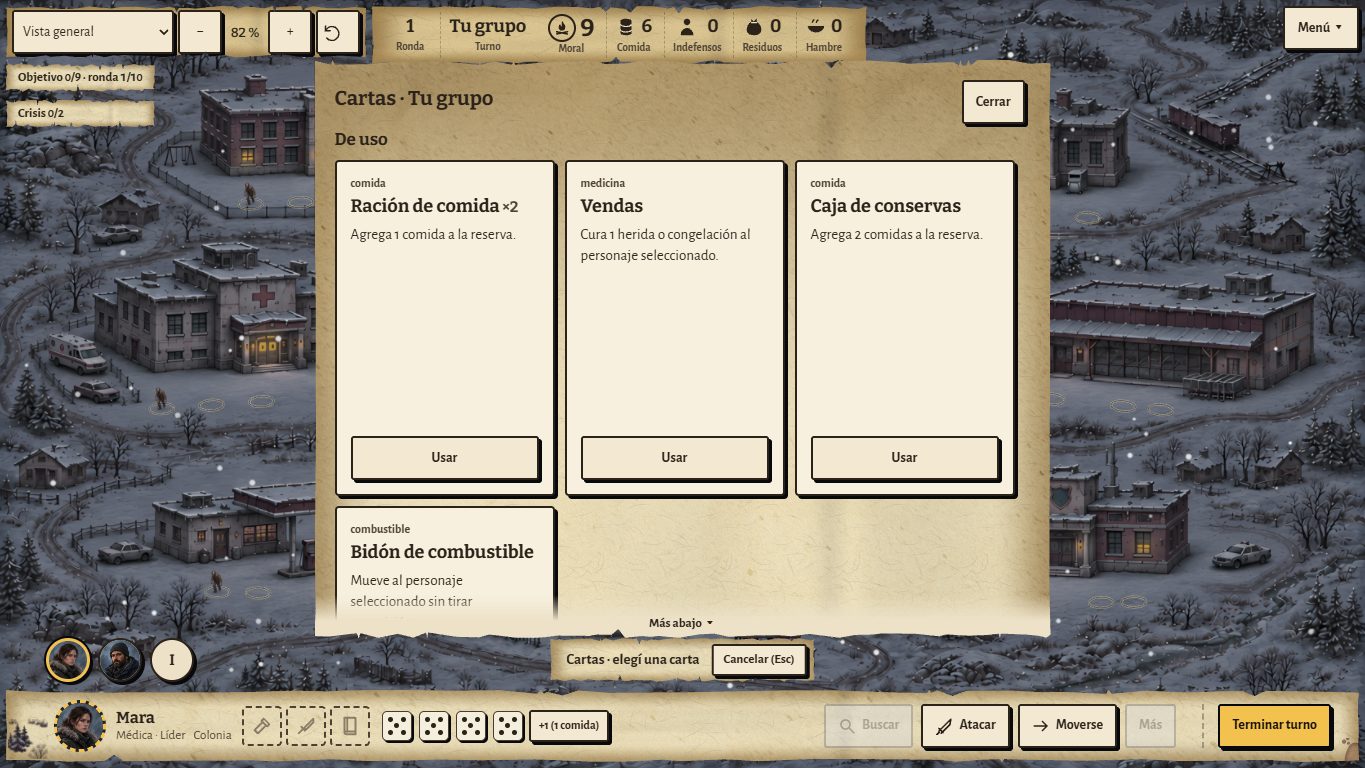 Vista general
−
82 %
+
1
Ronda
Tu grupo
Turno
9
Moral
6
Comida
0
Indefensos
0
Residuos
0
Hambre
Menú
Objetivo 0/9 · ronda 1/10
Crisis 0/2
Cartas · Tu grupo
Cerrar
De uso
comida
Ración de comida ×2
Agrega 1 comida a la reserva.
Usar
medicina
Vendas
Cura 1 herida o congelación al
personaje seleccionado.
Usar
comida
Caja de conservas
Agrega 2 comidas a la reserva.
Usar
combustible
Bidón de combustible
Mueve al personaje
seleccionado sin tirar
Más abajo
I
Cartas · elegí una carta
Cancelar (Esc)
Mara
Médica · Líder Colonia
+1 (1 comida)
Buscar
Atacar
Moverse
Más
Terminar turno